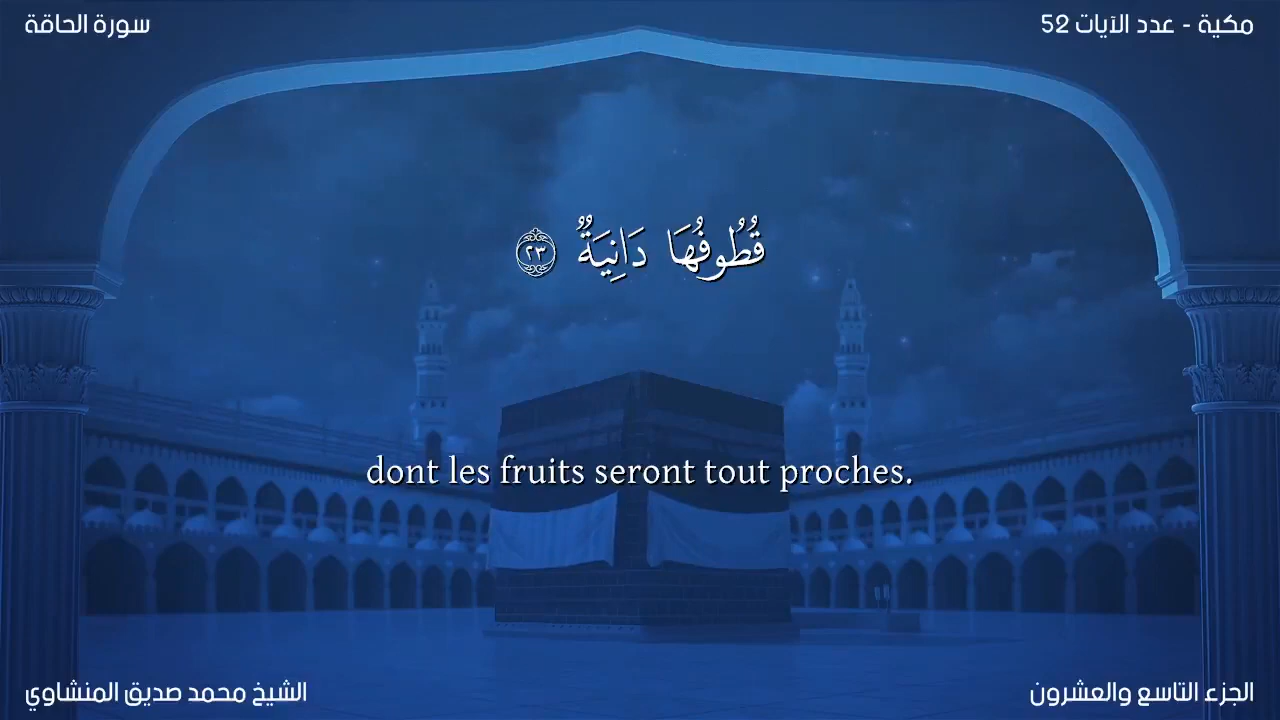 مكية - عدد الآيات 52
سورة الحاقة
قُطُوفُهَا دَانِيَةٌ ٢٣
dont les fruits seront tout proches.
الجزء التاسع والعشرون
الشيخ محمد صديق المنشاوي